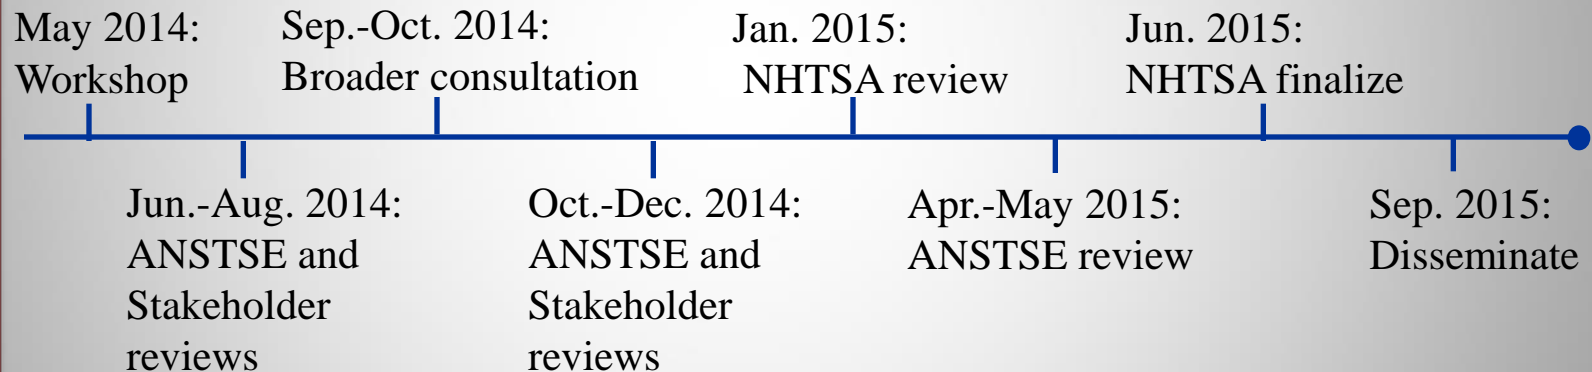 May 2014:
Workshop
Sep.-Oct. 2014:
Broader consultation
Jan. 2015:
NHTSA review
Jun. 2015:
NHTSA finalize
Jun.-Aug. 2014:
ANSTSE and
Stakeholder
reviews
Oct.-Dec. 2014:
ANSTSE and
Stakeholder
reviews
Apr.-May 2015:
ANSTSE review
Sep. 2015:
Disseminate